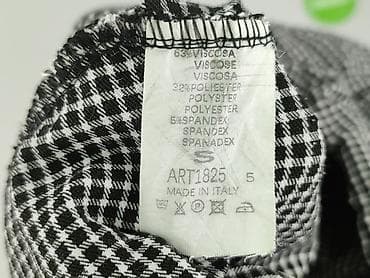 63% VISCOSA
VISCOSE
VISCOSA
32% POLIESTER
POLYSTER
POLYESTER
5% SPANDEX
SPANDEX
SPANADEX
S
ART1825 5
MADE IN ITALY